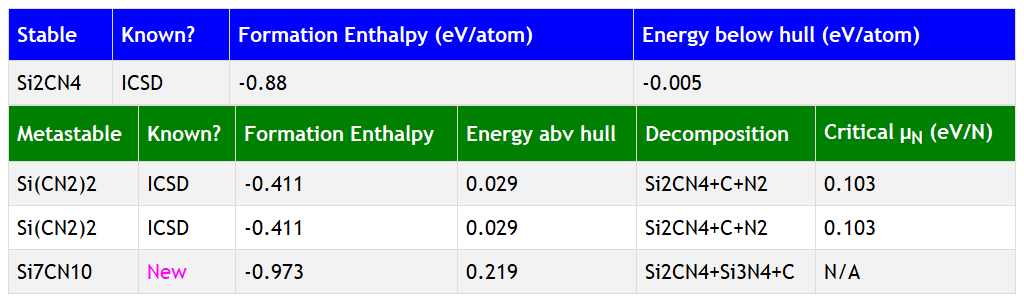 Stable Known? Formation Enthalpy (eV/atom) Energy below hull (eV/atom)
Si2CN4 ICSD -0.88 -0.005
Metastable Known? Formation Enthalpy Energy abv hull Decomposition Critical μN (eV/N)
Si(CN2)2 ICSD -0.411 0.029 Si2CN4+C+N2 0.103
Si(CN2)2 ICSD -0.411 0.029 Si2CN4+C+N2 0.103
Si7CN10 New -0.973 0.219 Si2CN4+Si3N4+C N/A